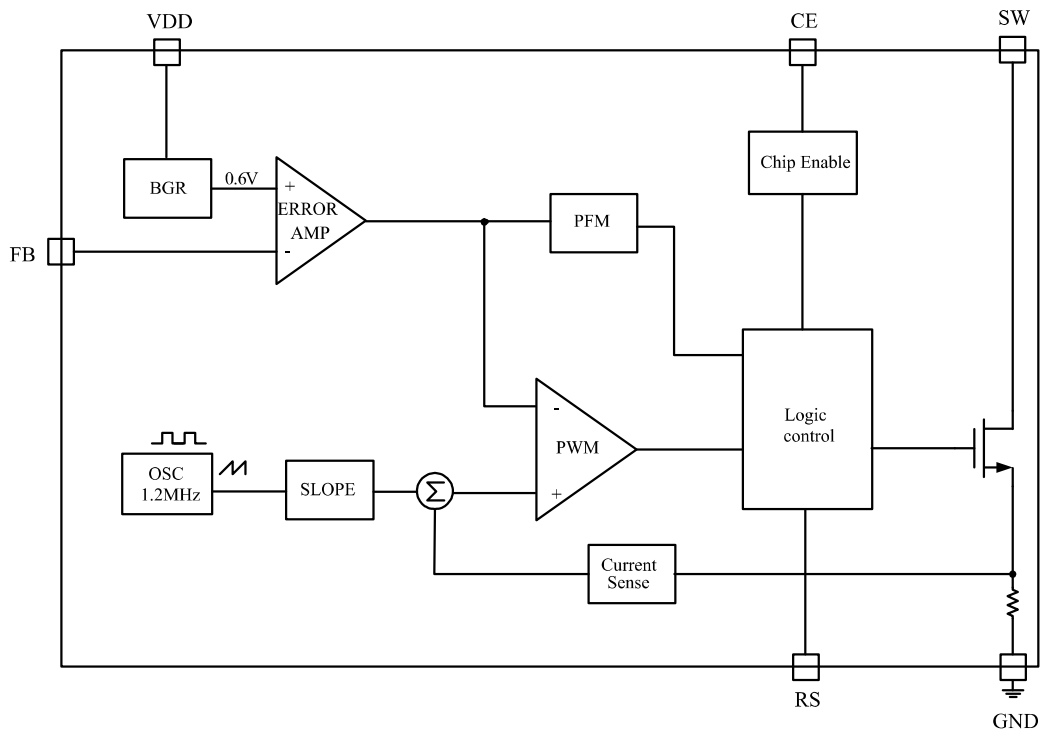 VDD
CE
SW
Chip Enable
BGR
0.6V
+
ERROR
AMP
-
FB
PFM
-
PWM
+
Logic
control
OSC
1.2MHz
SLOPE
Σ
Current
Sense
RS
GND